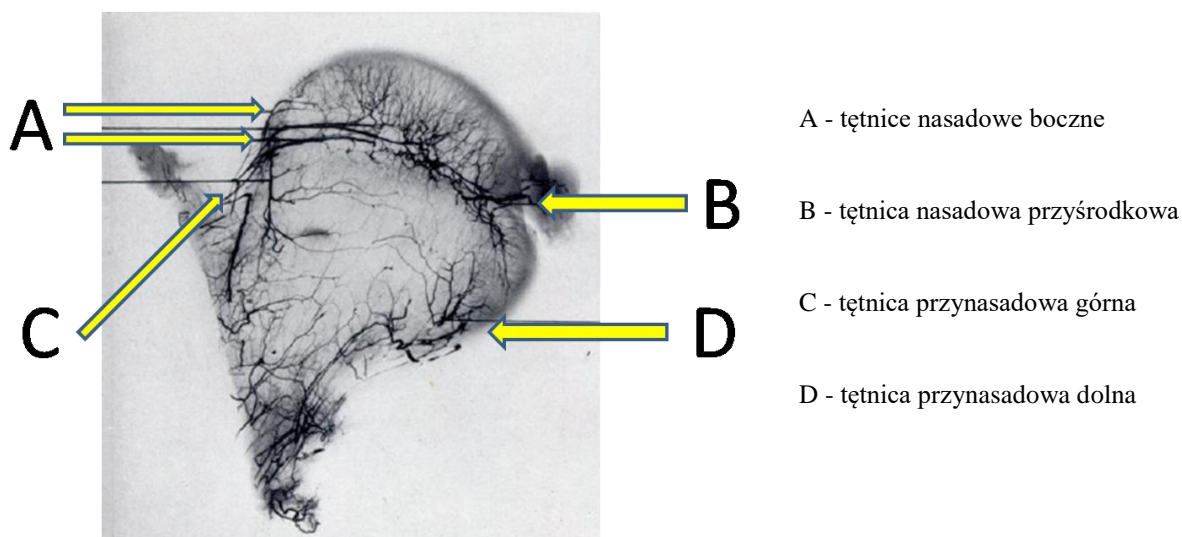 A
B
C
D
A - tętnice nasadowe boczne
B - tętnica nasadowa przyśrodkowa
C - tętnica przynasadowa górna
D - tętnica przynasadowa dolna